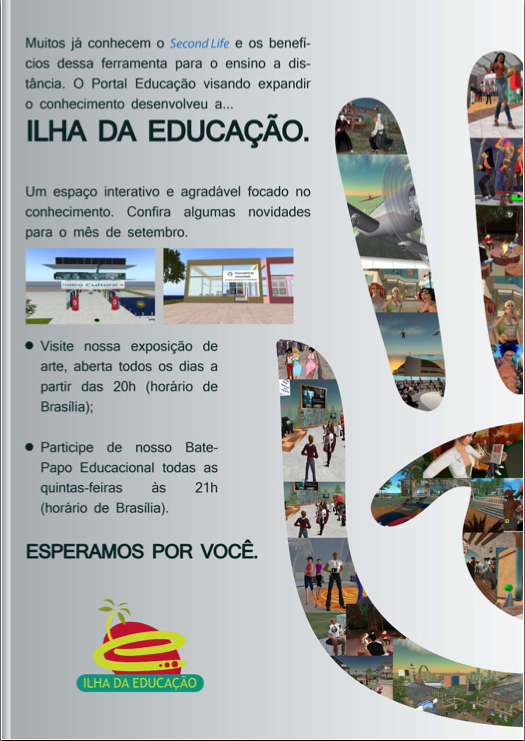 Muitos já conhecem o Second Life e os benefí-
cios dessa ferramenta para o ensino a dis-
tância. O Portal Educação visando expandir
o conhecimento desenvolveu a...
ILHA DA EDUCAÇÃO.
Um espaço interativo e agradável focado no
conhecimento. Confira algumas novidades
para o mês de setembro.
Centro Cultural
• Visite nossa exposição de
arte, aberta todos os dias a
partir das 20h (horário de
Brasília);
• Participe de nosso Bate-
Papo Educacional todas as
quintas-feiras às 21h
(horário de Brasília).
ESPERAMOS POR VOCÊ.
ILHA DA EDUCAÇÃO